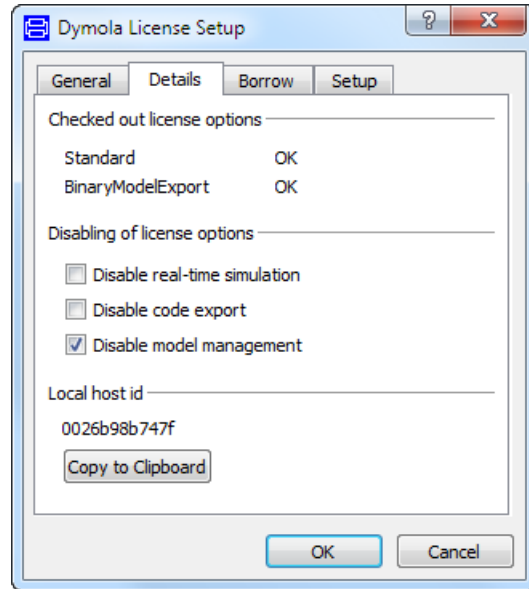 Dymola License Setup
General Details Borrow Setup
Checked out license options
Standard OK
BinaryModelExport OK
Disabling of license options
Disable real-time simulation
Disable code export
Disable model management
Local host id
0026b98b747f
Copy to Clipboard
OK Cancel